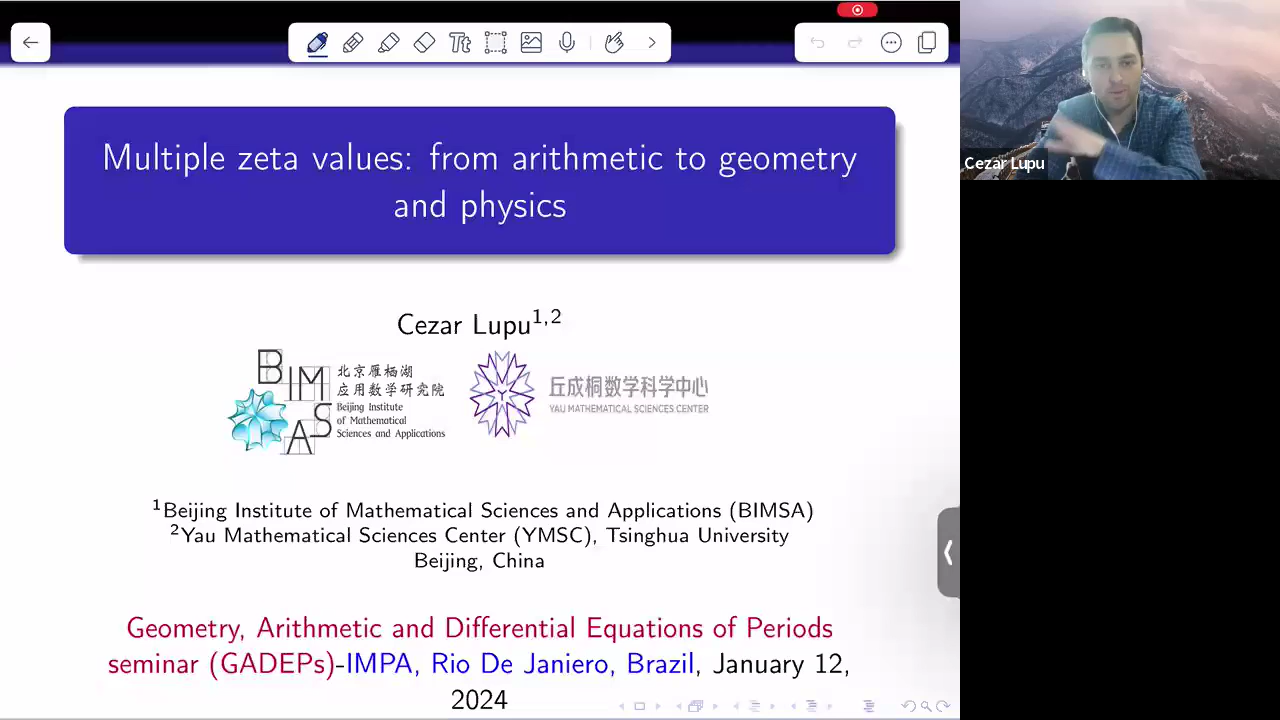 Tt
Multiple zeta values: from arithmetic to geometry
and physics
Cezar Lupu1,2
BIMSA
北京雁栖湖
应用数学研究院
Beijing Institute
of Mathematical
Sciences and Applications
Y
丘成桐数学科学中心
YAU MATHEMATICAL SCIENCES CENTER
1Beijing Institute of Mathematical Sciences and Applications (BIMSA)
2Yau Mathematical Sciences Center (YMSC), Tsinghua University
Beijing, China
Geometry, Arithmetic and Differential Equations of Periods
seminar (GADEPs)-IMPA, Rio De Janiero, Brazil, January 12,
2024
Cezar Lupu